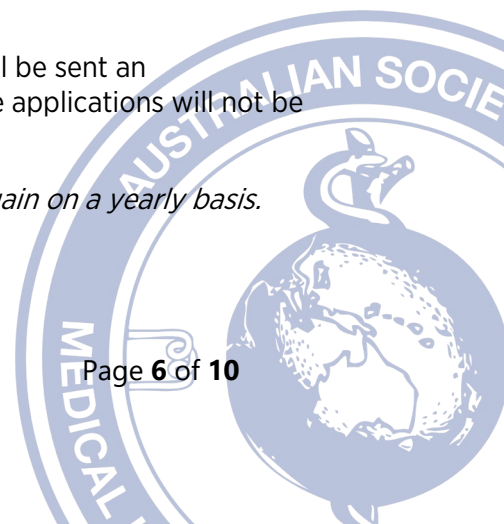 l be sent an
e applications will not be
ain on a yearly basis.
Page 6 of 10
AUSTRALIAN SOCIE
MEDICAL